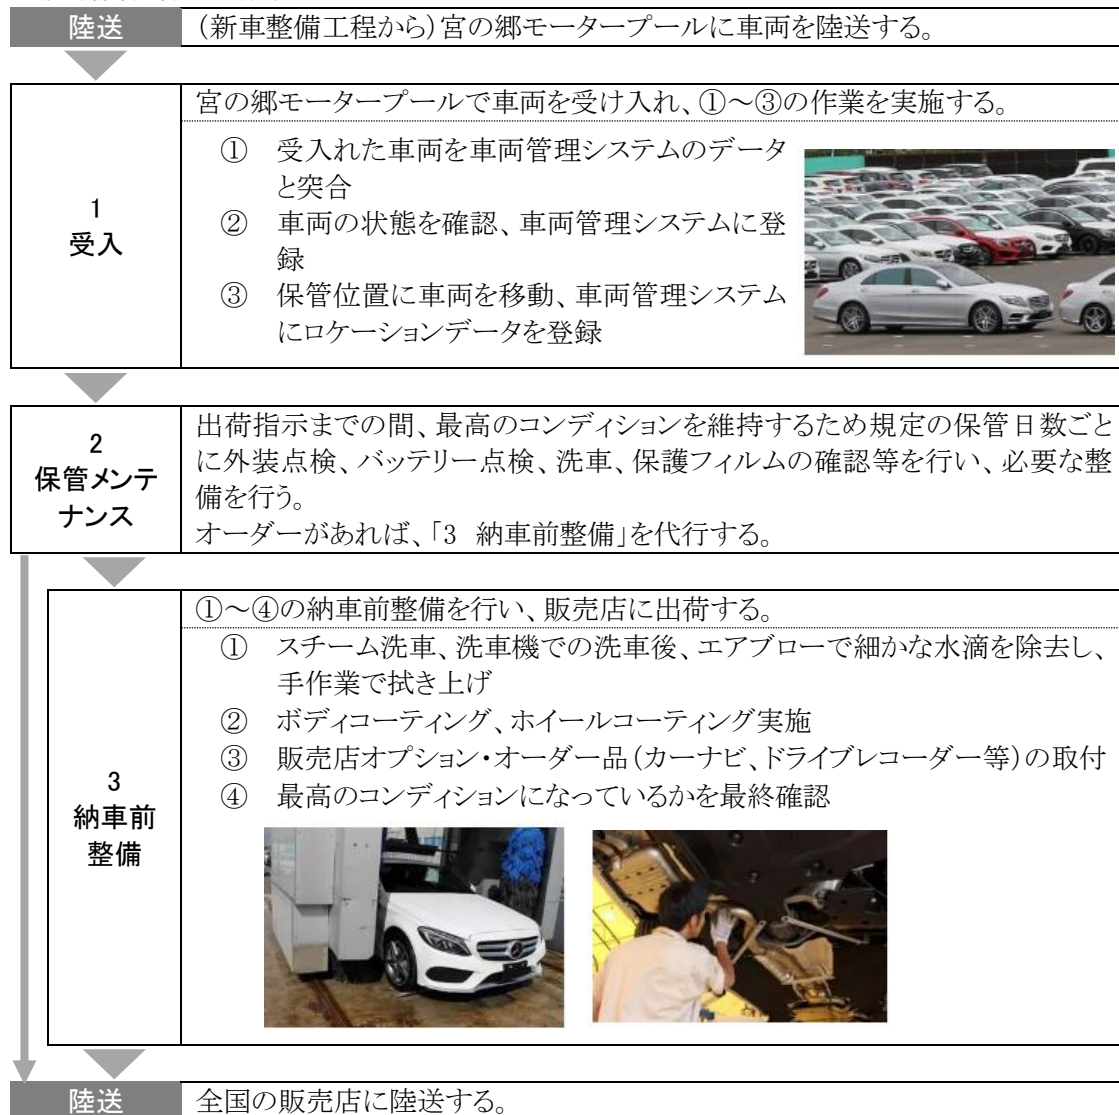 陸送
(新車整備工程から)宮の郷モータープールに車両を陸送する。
1
受入
宮の郷モータープールで車両を受け入れ、①～③の作業を実施する。
① 受入れた車両を車両管理システムのデータ
と突合
② 車両の状態を確認、車両管理システムに登
録
③ 保管位置に車両を移動、車両管理システム
にロケーションデータを登録
2
保管メンテ
ナンス
出荷指示までの間、最高のコンディションを維持するため規定の保管日数ごと
に外装点検、バッテリー点検、洗車、保護フィルムの確認等を行い、必要な整
備を行う。
オーダーがあれば、「3 納車前整備」を代行する。
3
納車前
整備
①～④の納車前整備を行い、販売店に出荷する。
① スチーム洗車、洗車機での洗車後、エアブローで細かな水滴を除去し、
手作業で拭き上げ
② ボディコーティング、ホイールコーティング実施
③ 販売店オプション・オーダー品(カーナビ、ドライブレコーダー等)の取付
④ 最高のコンディションになっているかを最終確認
陸送
全国の販売店に陸送する。